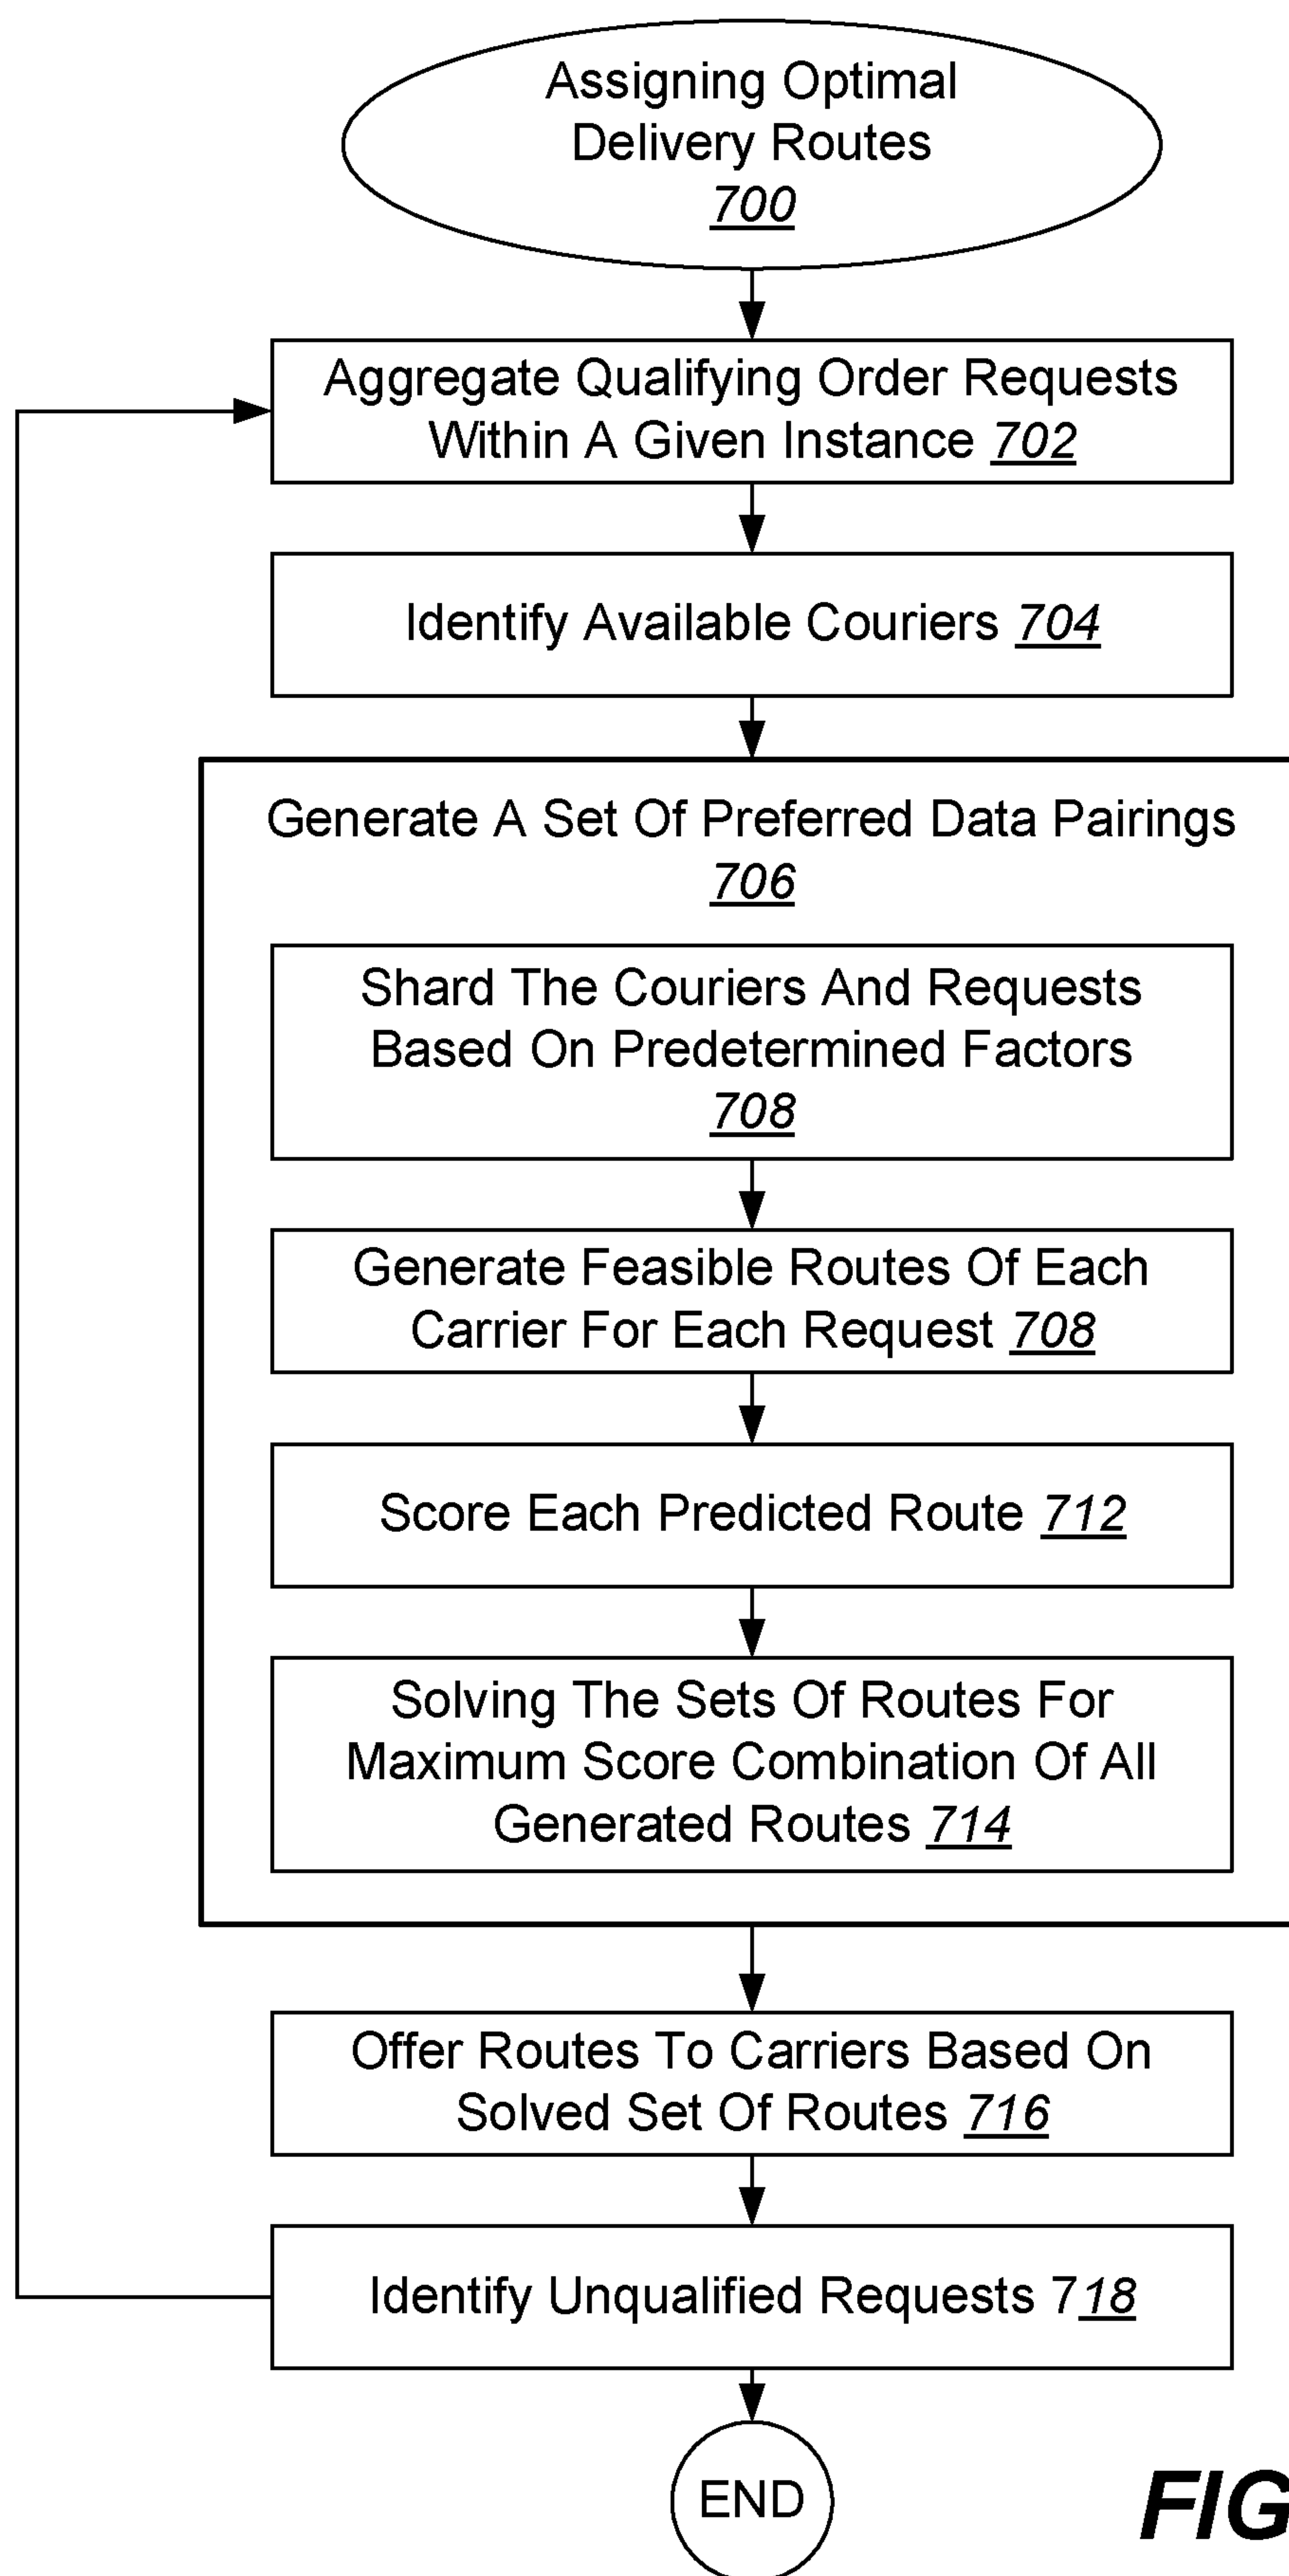 Assigning Optimal
Delivery Routes
700
Aggregate Qualifying Order Requests
Within A Given Instance 702
Identify Available Couriers 704
Generate A Set Of Preferred Data Pairings
706
Shard The Couriers And Requests
Based On Predetermined Factors
708
Generate Feasible Routes Of Each
Carrier For Each Request 708
Score Each Predicted Route 712
Solving The Sets Of Routes For
Maximum Score Combination Of All
Generated Routes 714
Offer Routes To Carriers Based On
Solved Set Of Routes 716
Identify Unqualified Requests 718
END
FIG